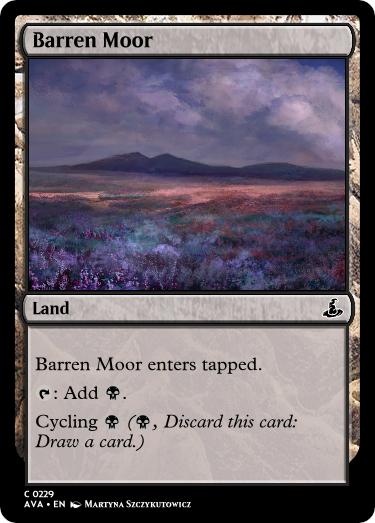 Barren Moor
Land
Barren Moor enters tapped.
: Add .
Cycling (, Discard this card:
Draw a card.)
C 0229
AVA • EN Martyna Szczykutowicz